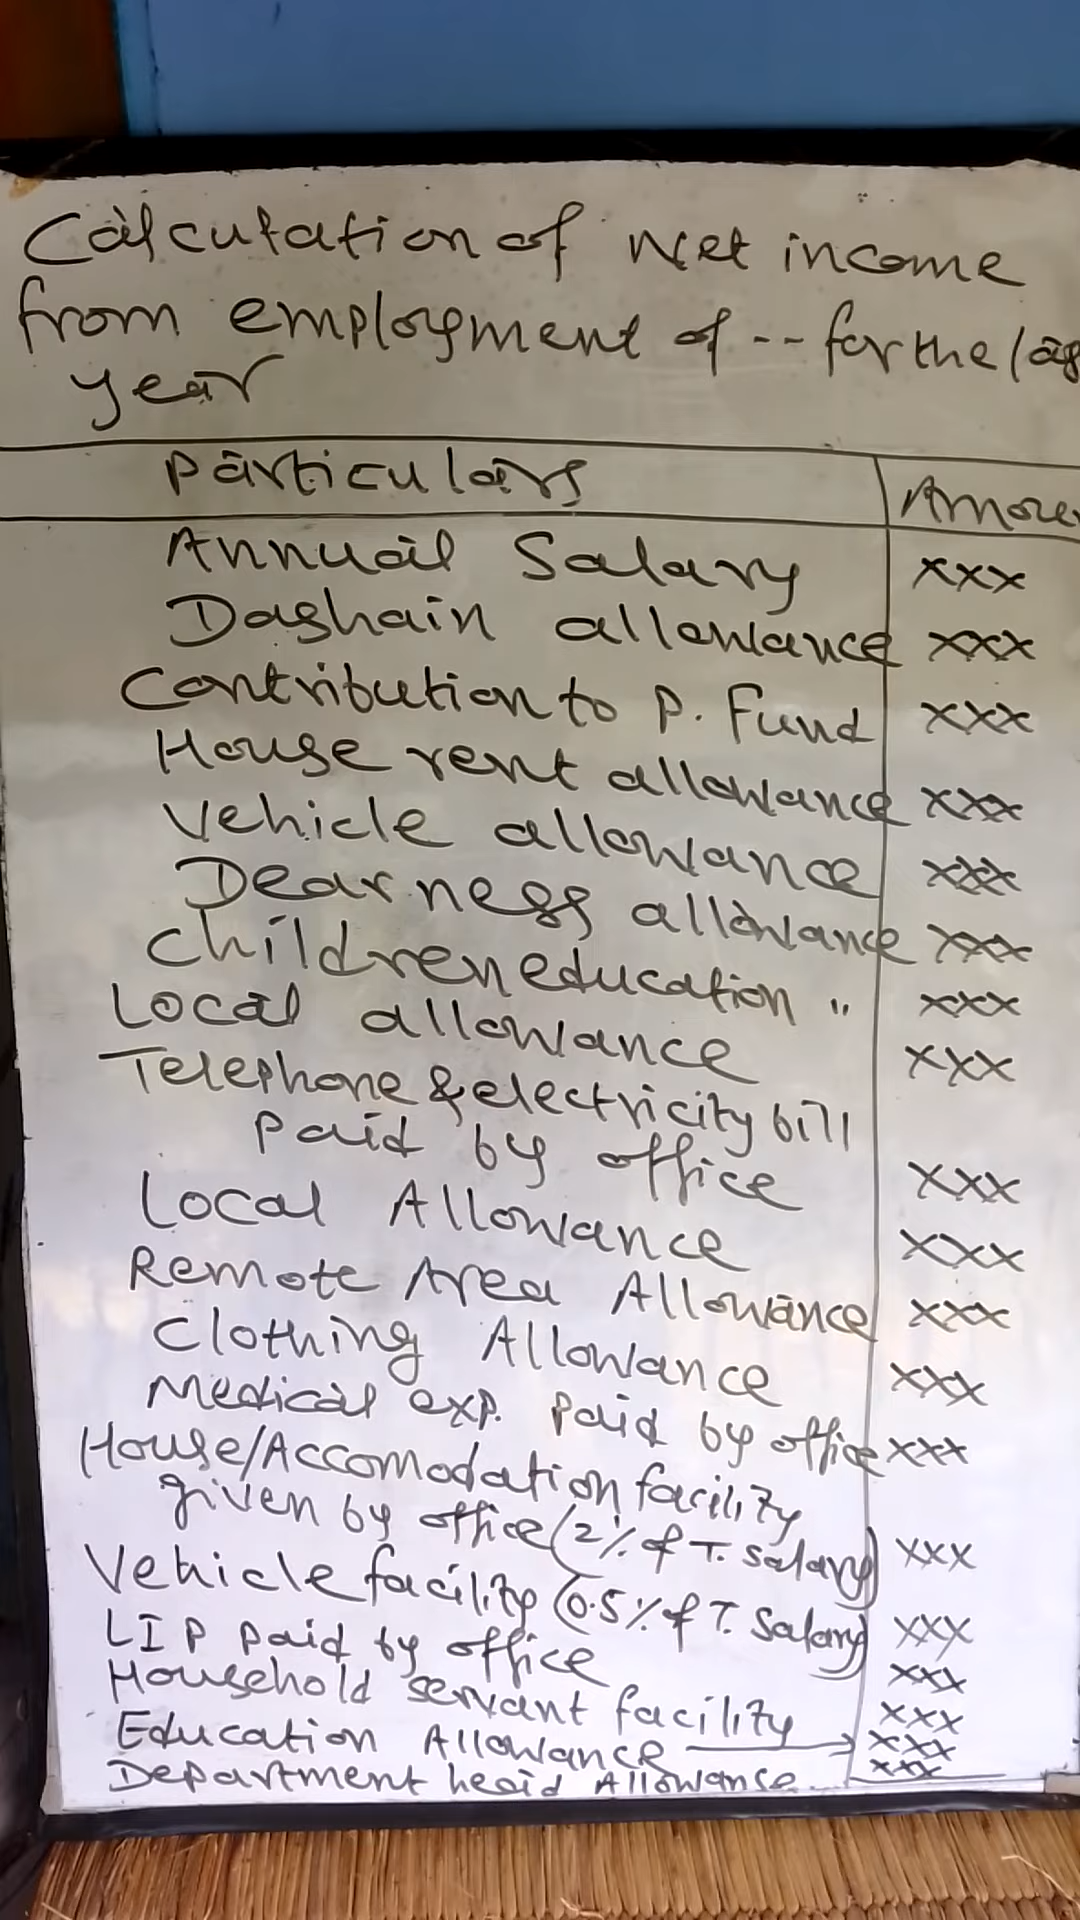 Calculation of Net income
from employment of -- for the
year
Particulars
Annual Salary xxx
Dashain allowance xxx
Contribution to P. Fund xxx
House rent allowance xxx
Vehicle allowance xxx
Dearness allowance xxx
Children education " xxx
Local allowance xxx
Telephone & electricity bill
paid by office xxx
Local Allowance xxx
Remote Area Allowance xxx
Clothing Allowance xxx
Medical exp. paid by office xxx
House/Accomodation facility
given by office (2% of T. salary) xxx
Vehicle facility (0.5% of T. Salary) xxx
LIP paid by office xxx
Household servant facility xxx
Education Allowance xxx
Department head Allowance xxx